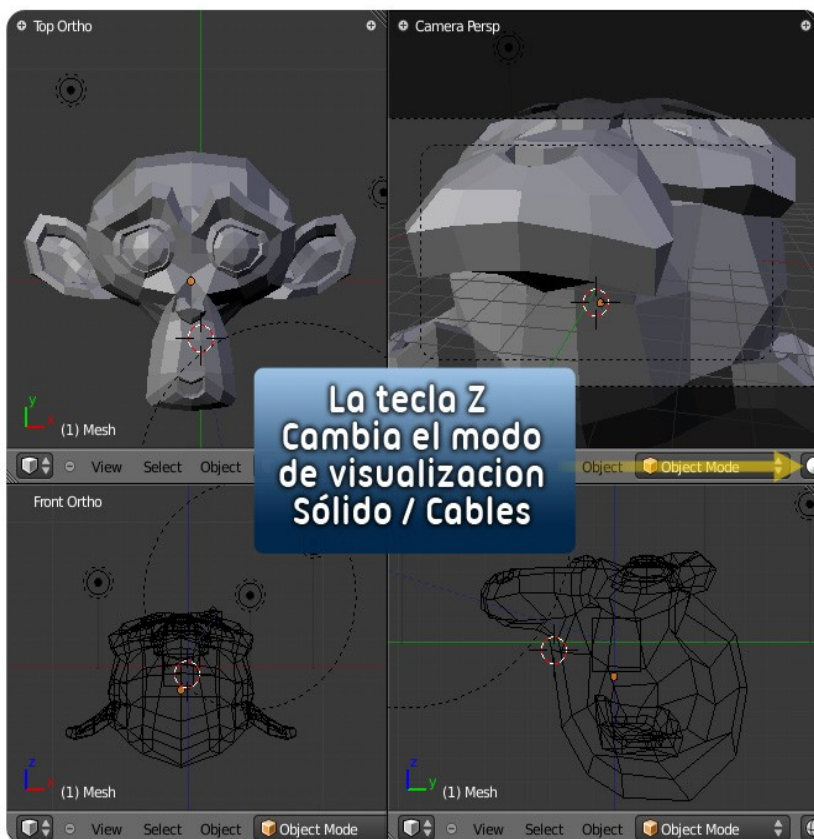 Top Ortho
Camera Persp
y
x
(1) Mesh
La tecla Z
Cambia el modo
de visualizacion
Sólido / Cables
View Select Object
Object Object Mode
Front Ortho
z
x
(1) Mesh
z
y
(1) Mesh
View Select Object Object Mode
View Select Object Object Mode